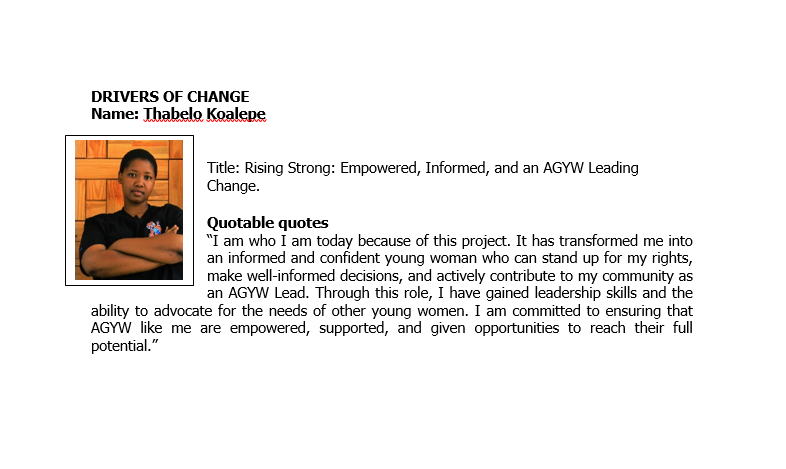 DRIVERS OF CHANGE
Name: Thabelo Koalepe
Title: Rising Strong: Empowered, Informed, and an AGYW Leading
Change.
Quotable quotes
“I am who I am today because of this project. It has transformed me into
an informed and confident young woman who can stand up for my rights,
make well-informed decisions, and actively contribute to my community as
an AGYW Lead. Through this role, I have gained leadership skills and the
ability to advocate for the needs of other young women. I am committed to ensuring that
AGYW like me are empowered, supported, and given opportunities to reach their full
potential.”